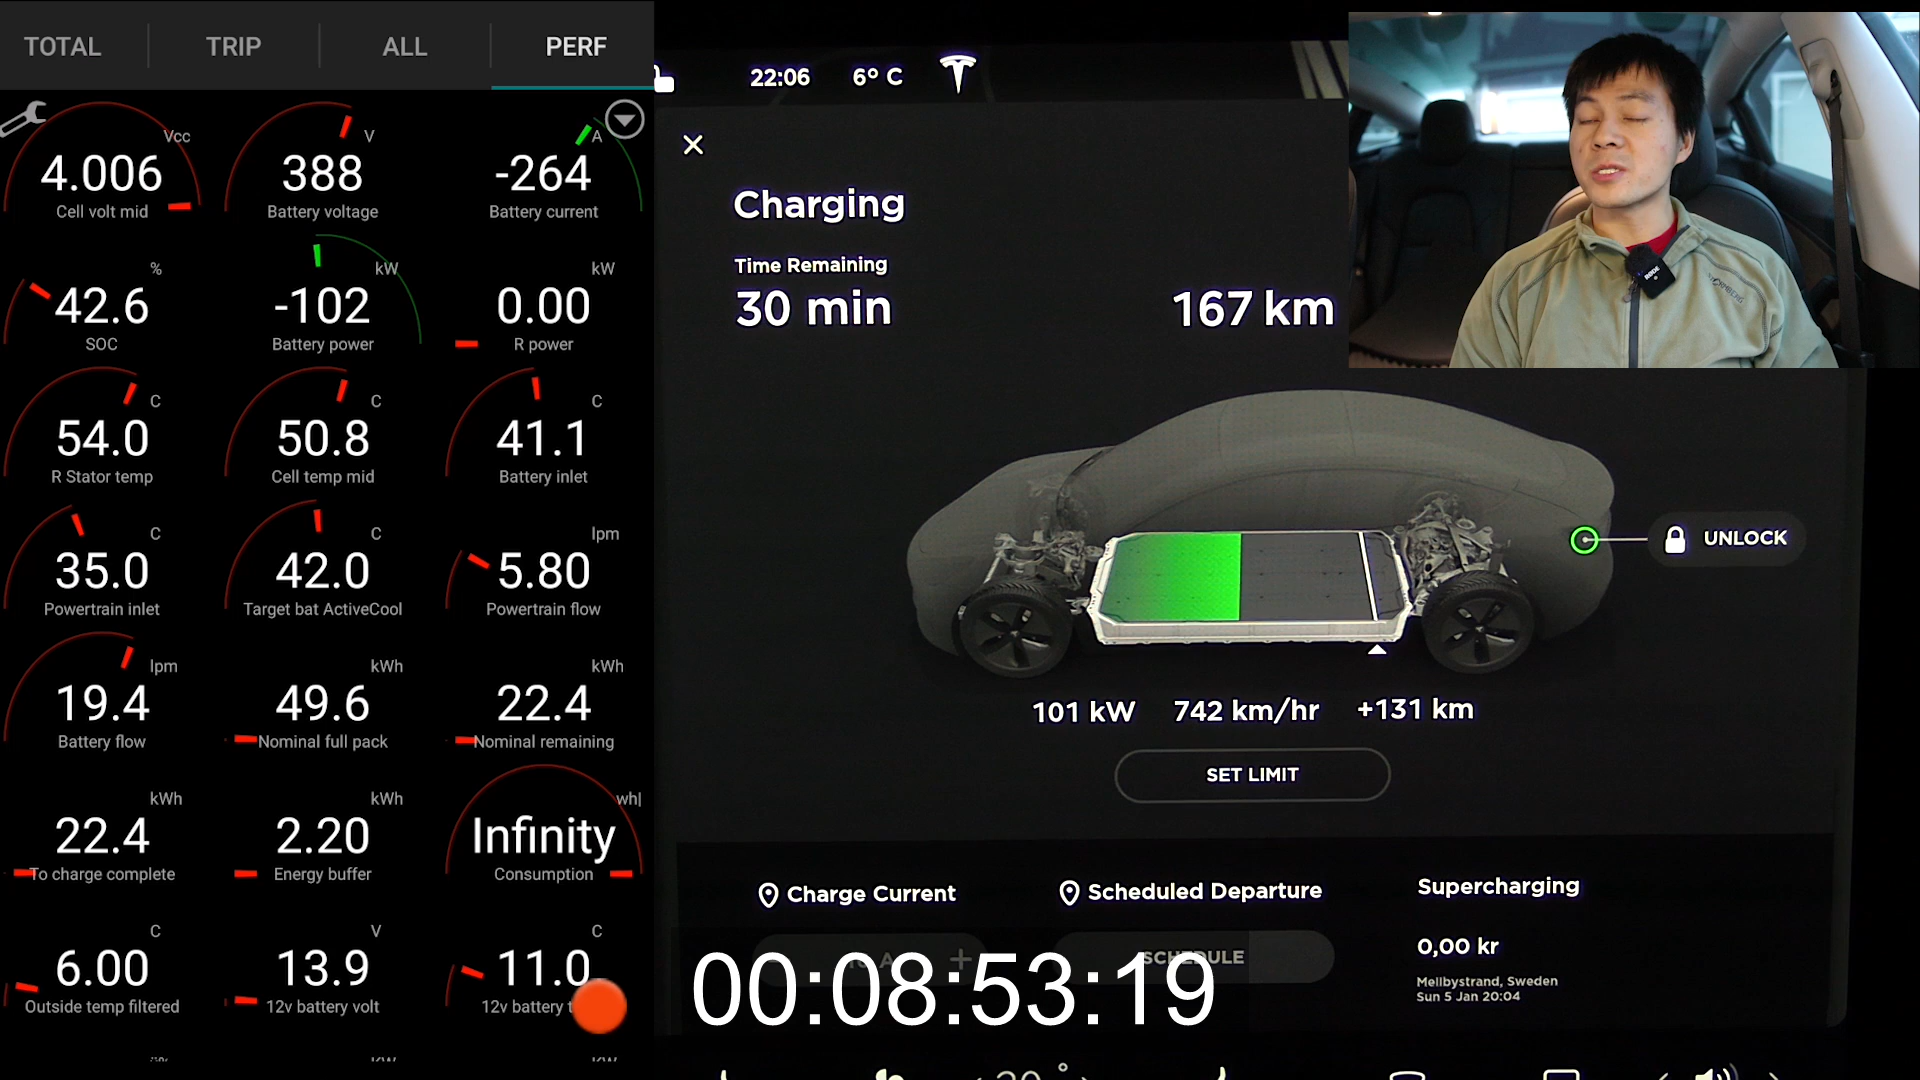 TOTAL TRIP ALL PERF
Vcc V A
4.006 388 -264
Cell volt mid Battery voltage Battery current
% kW kW
42.6 -102 0.00
SOC Battery power R power
C C C
54.0 50.8 41.1
R Stator temp Cell temp mid Battery inlet
C C lpm
35.0 42.0 5.80
Powertrain inlet Target bat ActiveCool Powertrain flow
lpm kWh kWh
19.4 49.6 22.4
Battery flow Nominal full pack Nominal remaining
kWh kWh wh|
22.4 2.20 Infinity
To charge complete Energy buffer Consumption
C V C
6.00 13.9 11.0
Outside temp filtered 12v battery volt 12v battery
22:06 6° C
Charging
Time Remaining
30 min 167 km
UNLOCK
101 kW 742 km/hr +131 km
SET LIMIT
Charge Current Scheduled Departure Supercharging
SCHEDULE
0,00 kr
Mellbystrand, Sweden
Sun 5 Jan 20:04
00:08:53:19
RØDE